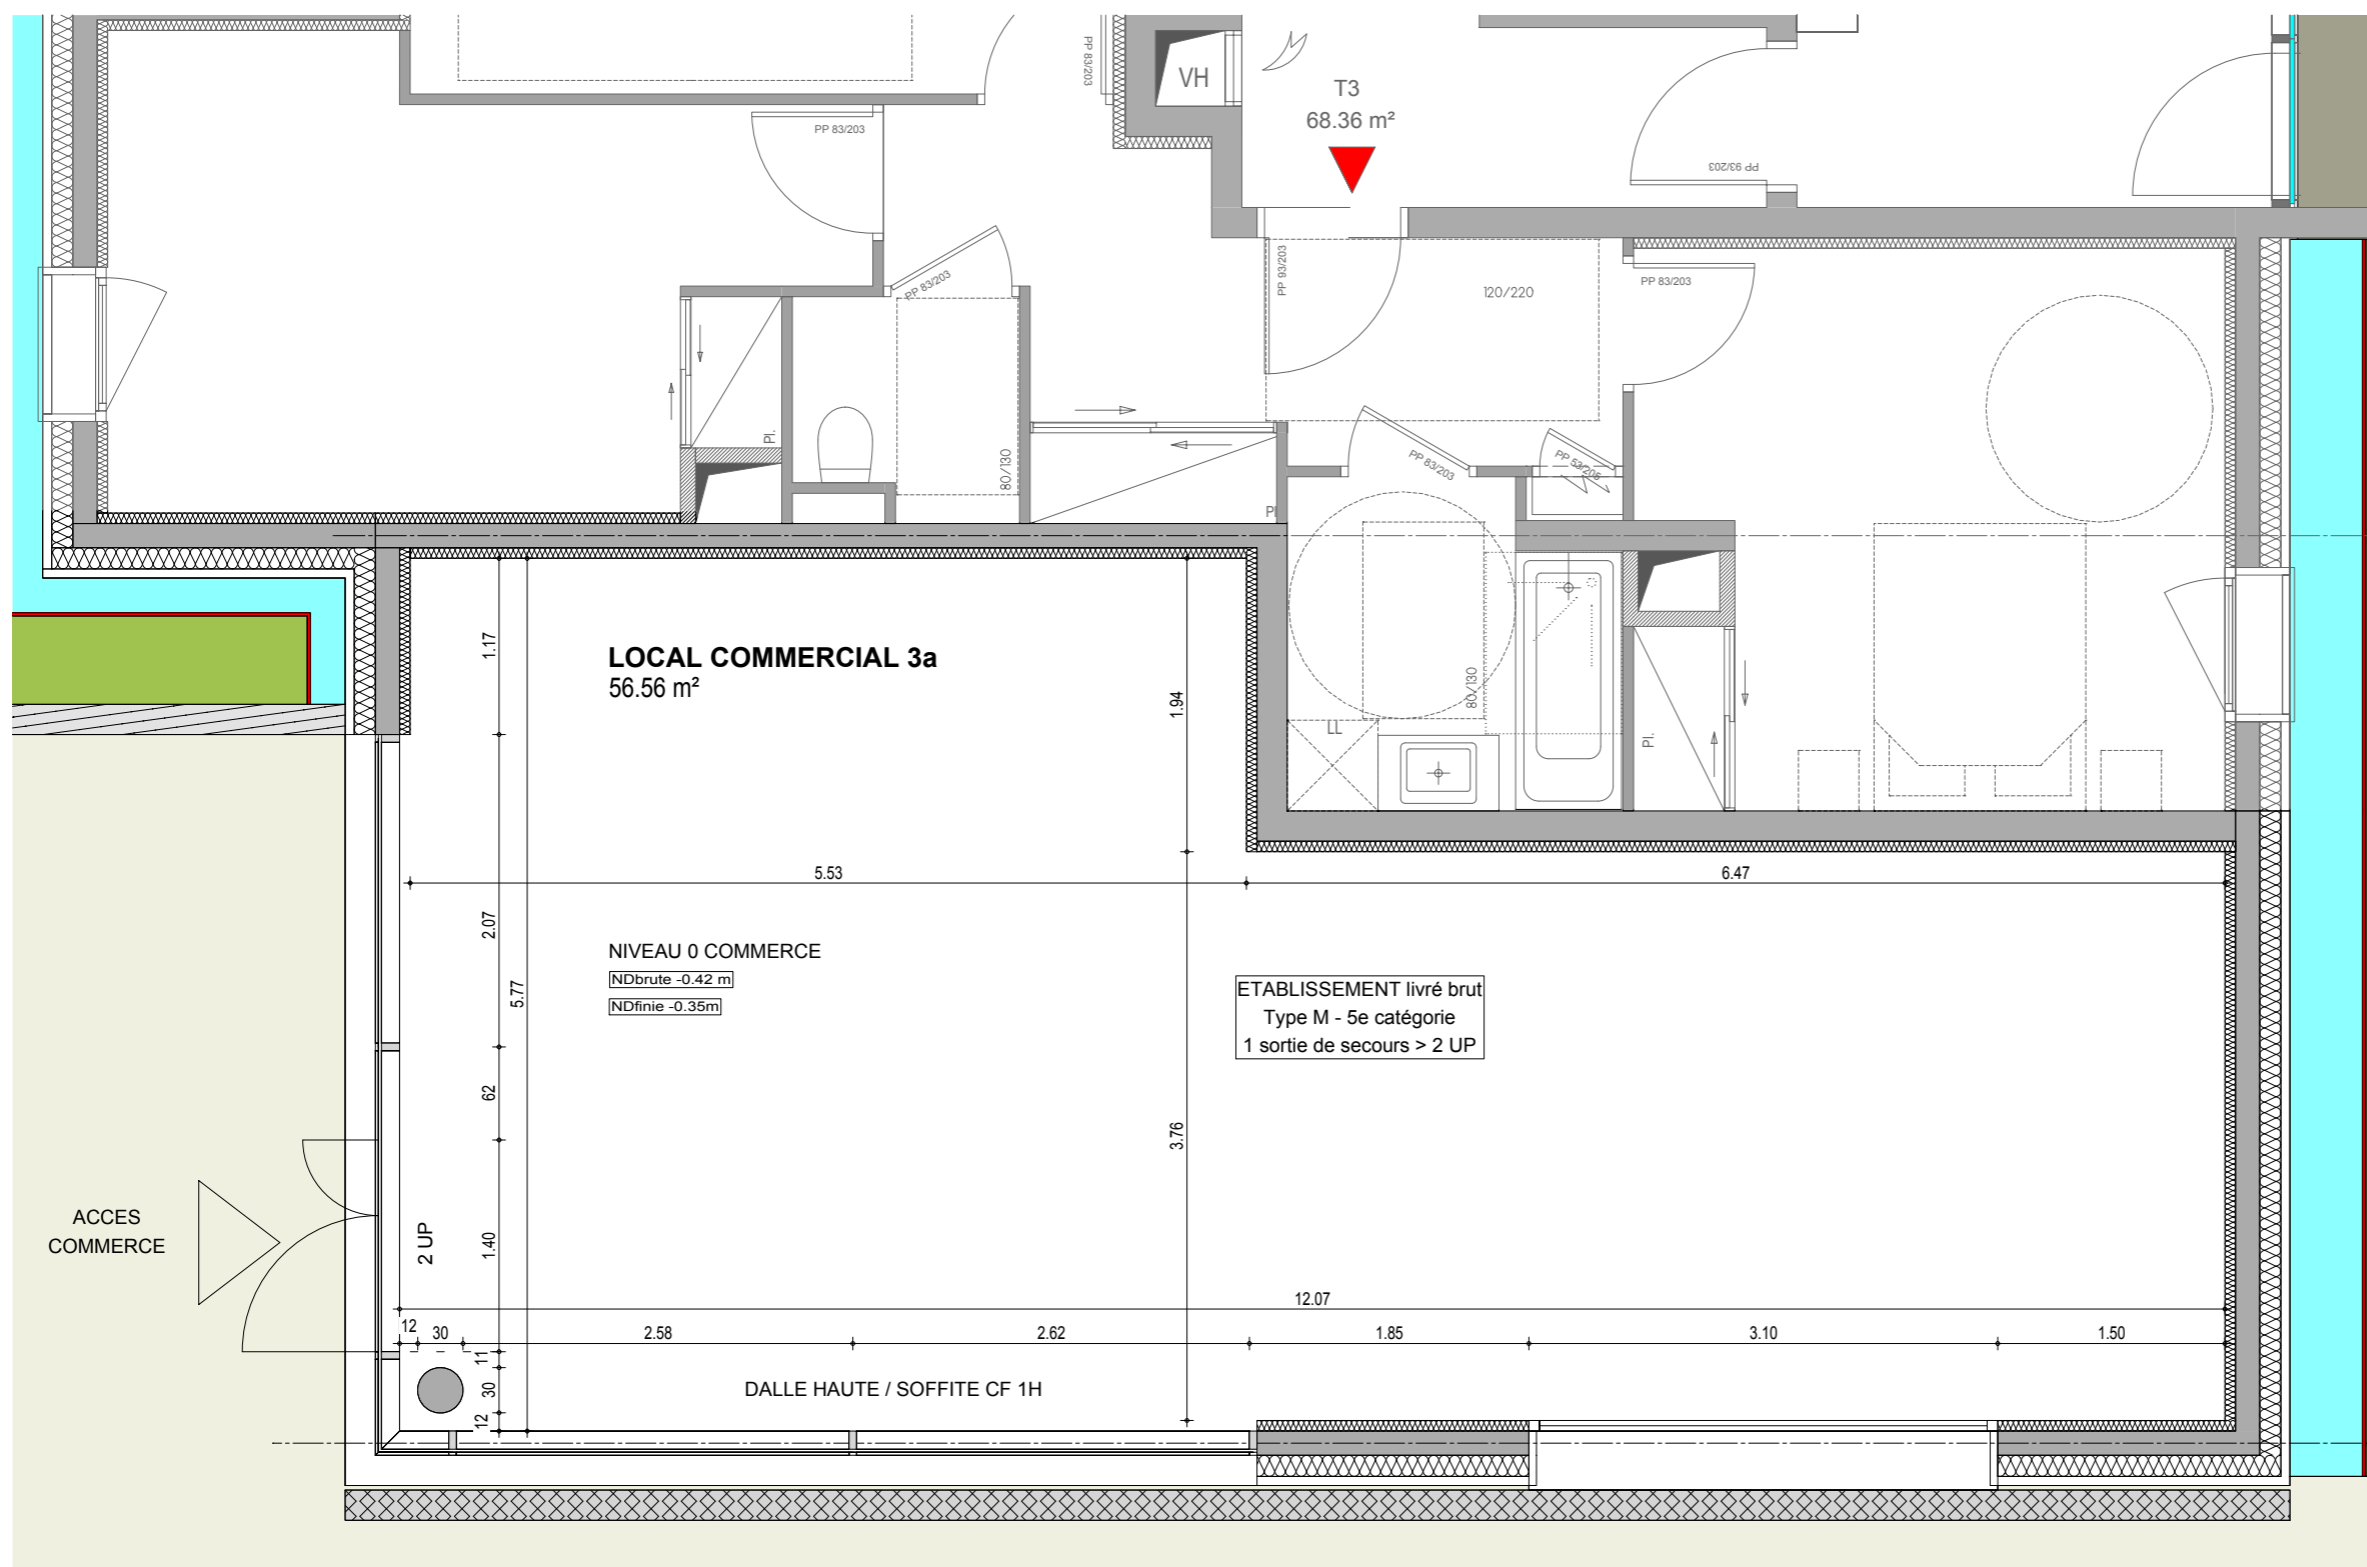 PP 83/203
VH
T3
68.36 m²
PP 83/203
PP 93/203
PP 83/203
PP 93/203
120/220
PP 83/203
Pl.
80/130
PP 83/203
PP 53/205
Pl
LOCAL COMMERCIAL 3a
56.56 m²
1.17
1.94
80/130
LL
Pl.
5.53
6.47
2.07
NIVEAU 0 COMMERCE
NDbrute -0.42 m
NDfinie -0.35m
5.77
ETABLISSEMENT livré brut
Type M - 5e catégorie
1 sortie de secours > 2 UP
62
3.76
ACCES
COMMERCE
2 UP
1.40
12.07
12
30
2.58
2.62
1.85
3.10
1.50
11
30
12
DALLE HAUTE / SOFFITE CF 1H